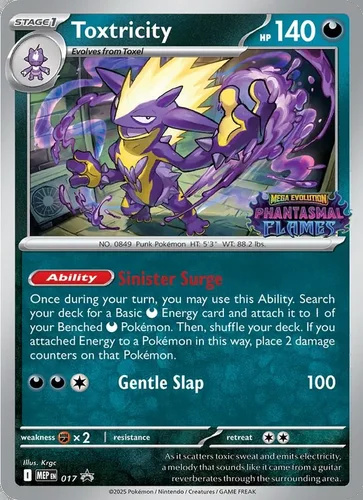 STAGE 1 Toxtricity HP 140
Evolves from Toxel
MEGA EVOLUTION
PHANTASMAL
FLAMES
NO. 0849 Punk Pokémon HT: 5'3" WT: 88.2 lbs.
Ability Sinister Surge
Once during your turn, you may use this Ability. Search
your deck for a Basic Energy card and attach it to 1 of
your Benched Pokémon. Then, shuffle your deck. If you
attached Energy to a Pokémon in this way, place 2 damage
counters on that Pokémon.
Gentle Slap 100
weakness ×2 resistance retreat
Illus. Krgc
I MEP EN 017
As it scatters toxic sweat and emits electricity,
a melody that sounds like it came from a guitar
reverberates through the surrounding area.
©2025 Pokémon / Nintendo / Creatures / GAME FREAK